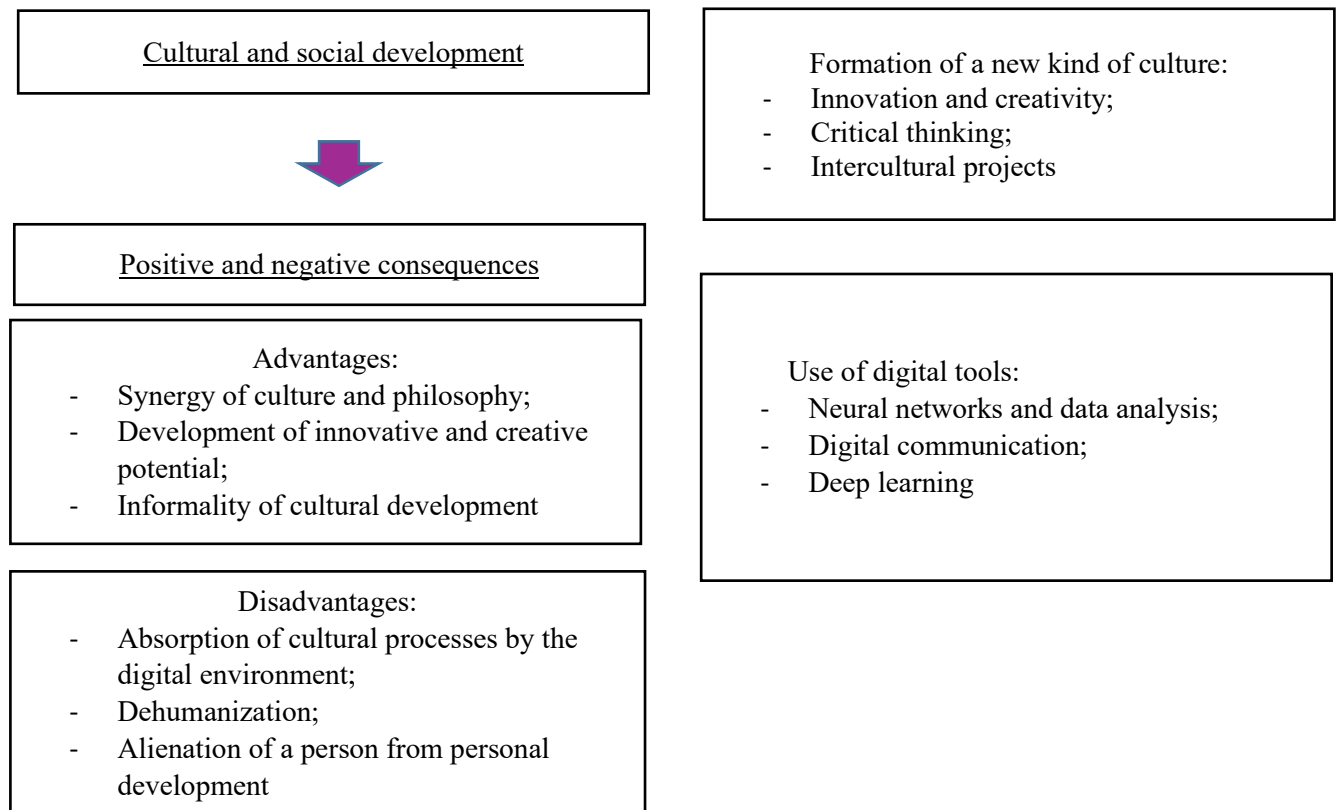 Cultural and social development
Positive and negative consequences
Advantages:
- Synergy of culture and philosophy;
- Development of innovative and creative
potential;
- Informality of cultural development
Disadvantages:
- Absorption of cultural processes by the
digital environment;
- Dehumanization;
- Alienation of a person from personal
development
Formation of a new kind of culture:
- Innovation and creativity;
- Critical thinking;
- Intercultural projects
Use of digital tools:
- Neural networks and data analysis;
- Digital communication;
- Deep learning